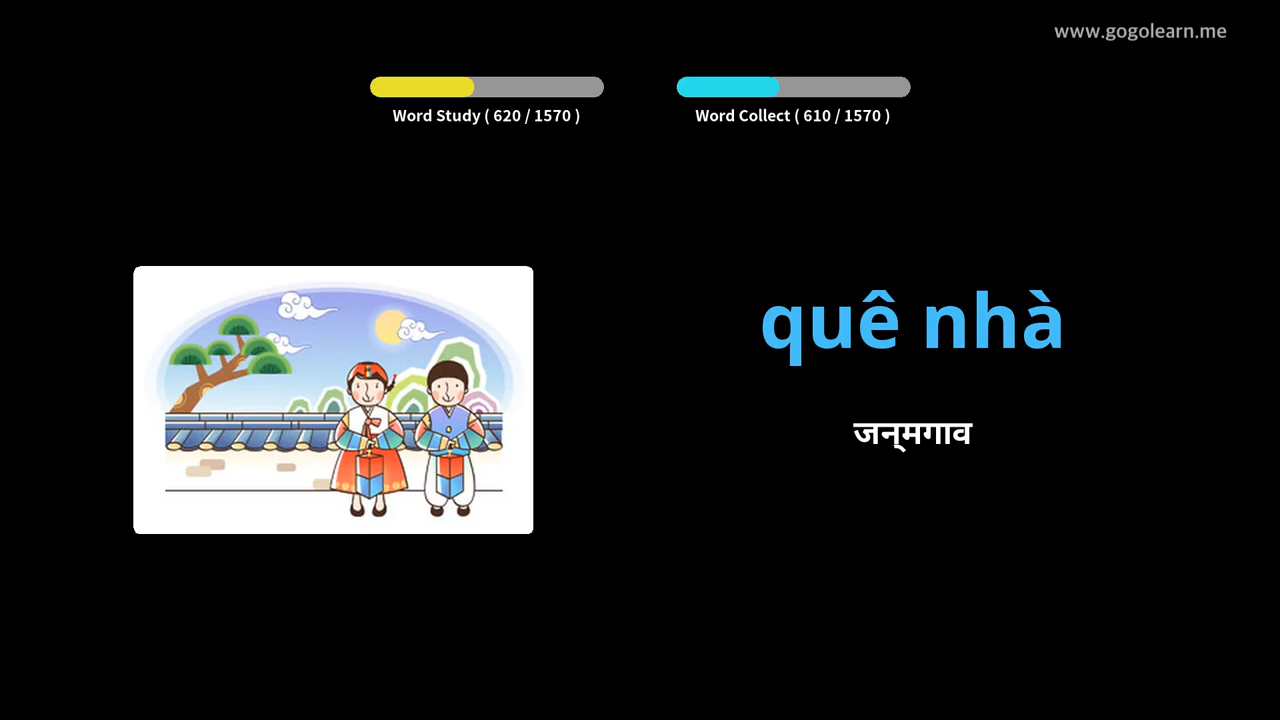 www.gogolearn.me
Word Study ( 620 / 1570 )
Word Collect ( 610 / 1570 )
quê nhà
जन्‌मगाव